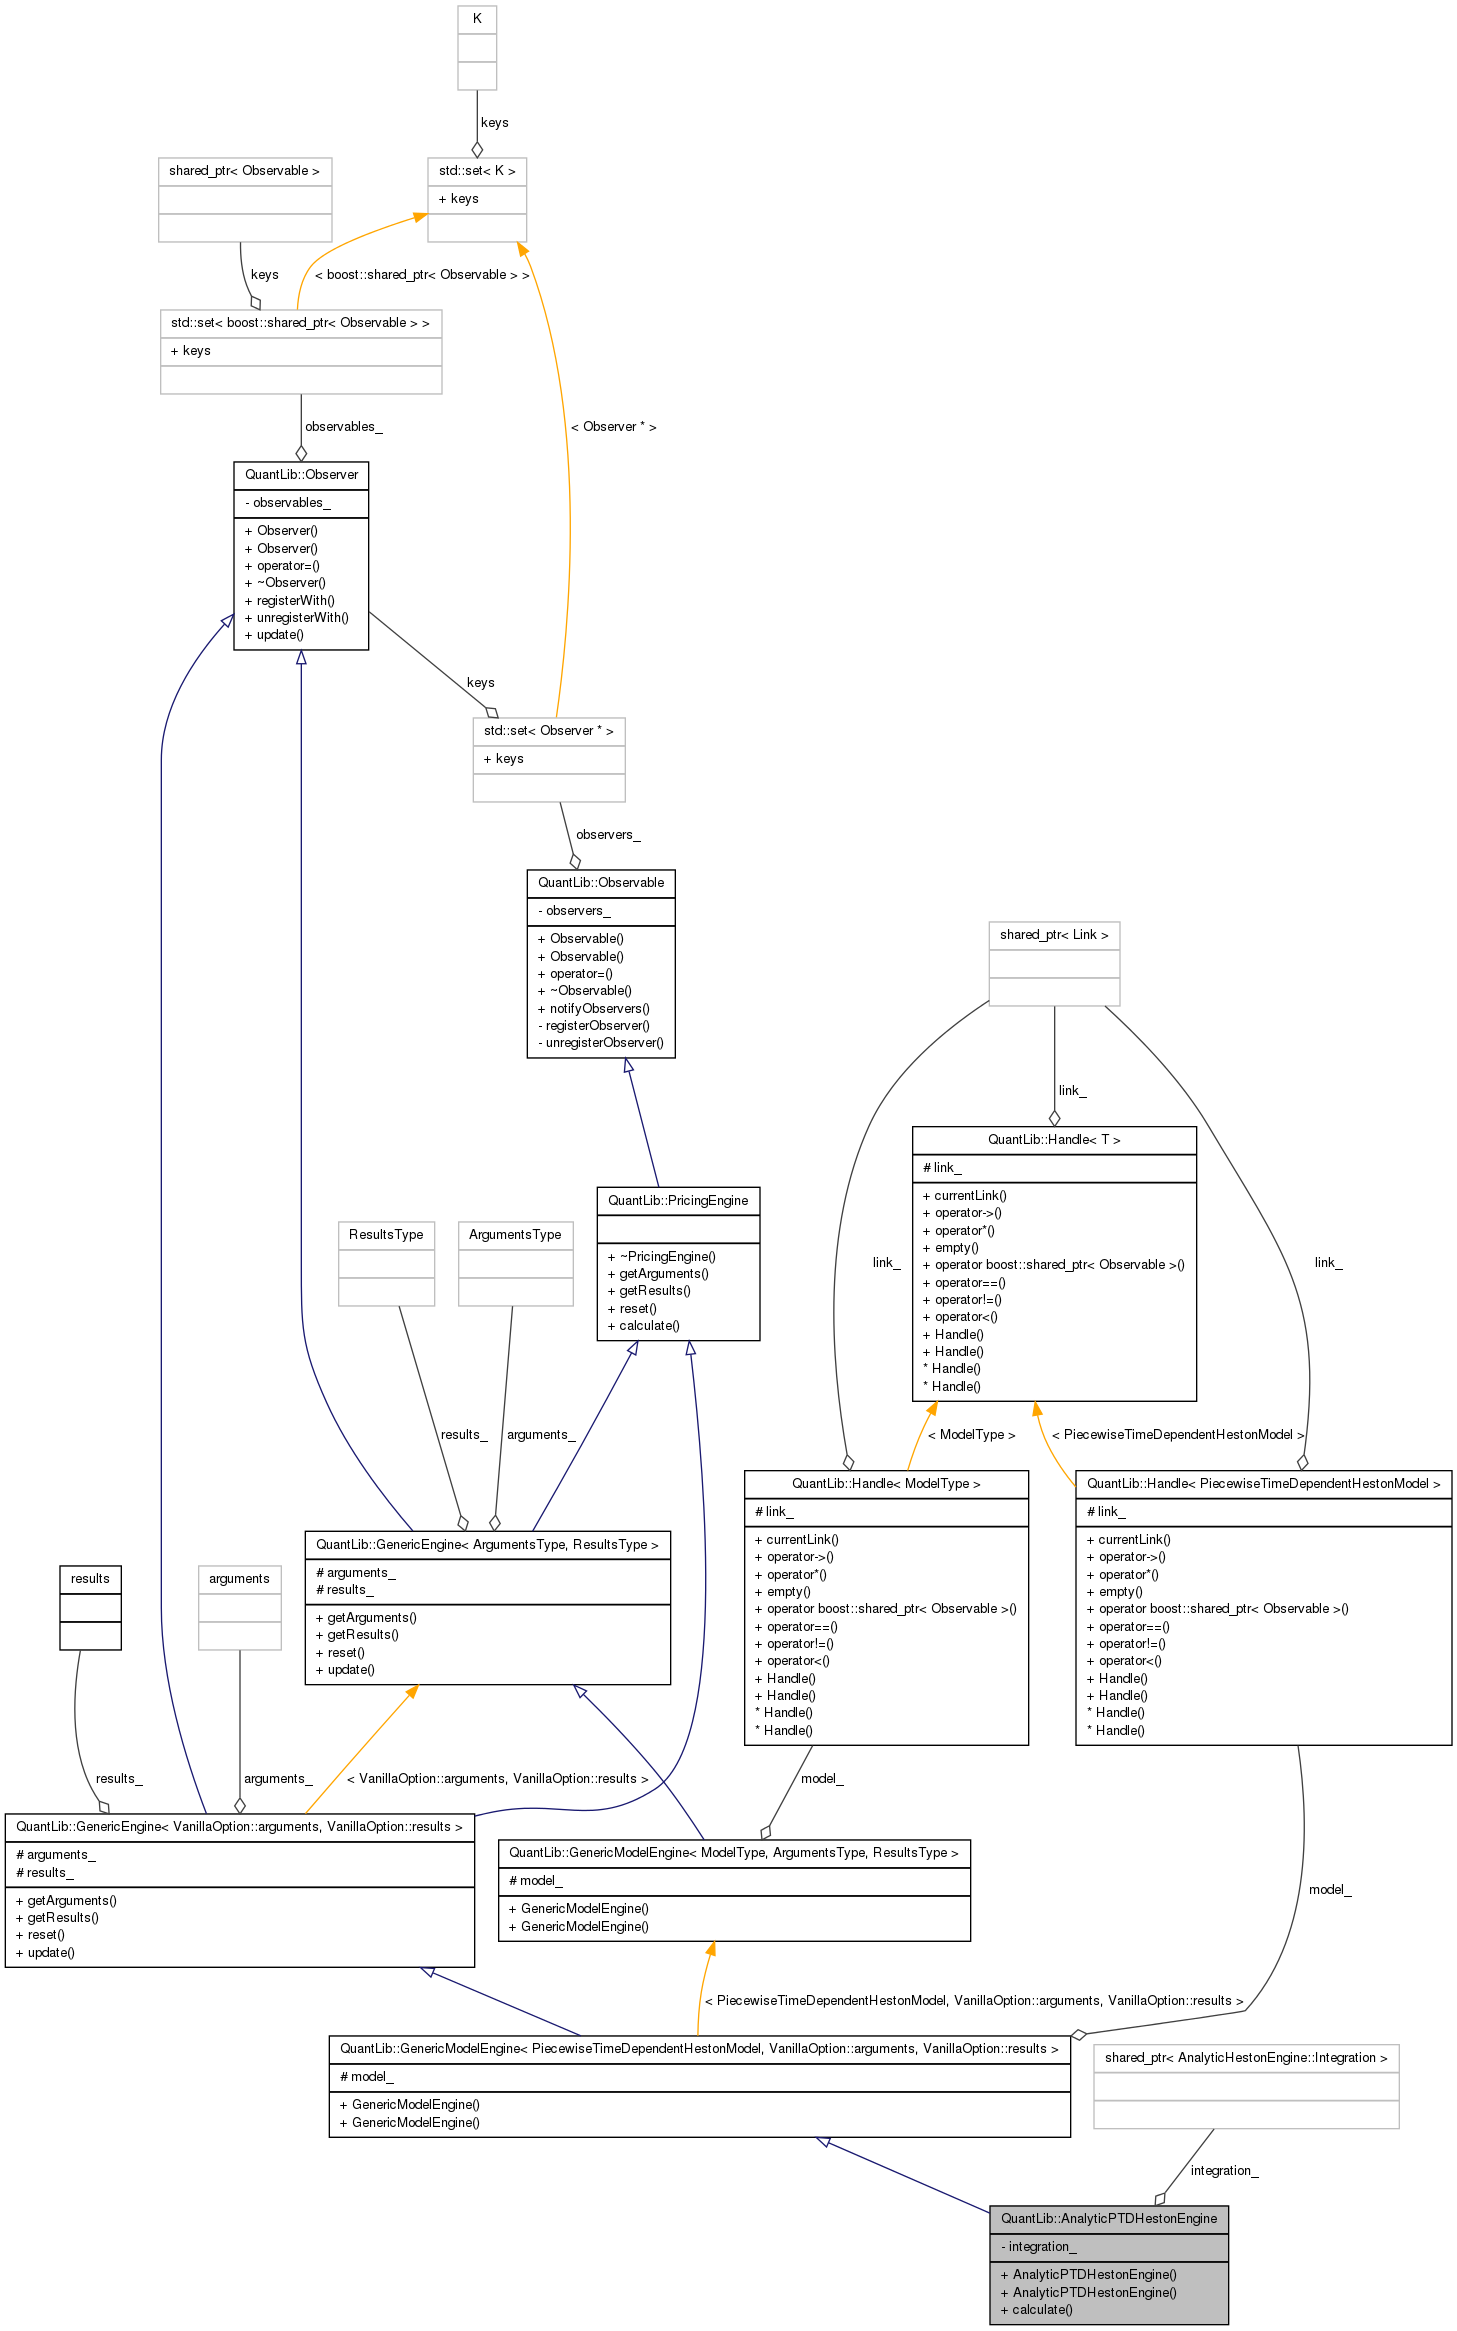 K
keys
shared_ptr< Observable >
std::set< K >
+ keys
keys
< boost::shared_ptr< Observable > >
std::set< boost::shared_ptr< Observable > >
+ keys
observables_
< Observer * >
QuantLib::Observer
- observables_
+ Observer()
+ Observer()
+ operator=()
+ ~Observer()
+ registerWith()
+ unregisterWith()
+ update()
keys
std::set< Observer * >
+ keys
observers_
QuantLib::Observable
- observers_
+ Observable()
+ Observable()
+ operator=()
+ ~Observable()
+ notifyObservers()
- registerObserver()
- unregisterObserver()
shared_ptr< Link >
link_
QuantLib::Handle< T >
# link_
+ currentLink()
+ operator->()
+ operator*()
+ empty()
+ operator boost::shared_ptr< Observable >()
+ operator==()
+ operator!=()
+ operator<()
+ Handle()
+ Handle()
* Handle()
* Handle()
QuantLib::PricingEngine
+ ~PricingEngine()
+ getArguments()
+ getResults()
+ reset()
+ calculate()
ResultsType
ArgumentsType
link_
link_
results_
arguments_
< ModelType >
< PiecewiseTimeDependentHestonModel >
QuantLib::Handle< ModelType >
# link_
+ currentLink()
+ operator->()
+ operator*()
+ empty()
+ operator boost::shared_ptr< Observable >()
+ operator==()
+ operator!=()
+ operator<()
+ Handle()
+ Handle()
* Handle()
* Handle()
QuantLib::Handle< PiecewiseTimeDependentHestonModel >
# link_
+ currentLink()
+ operator->()
+ operator*()
+ empty()
+ operator boost::shared_ptr< Observable >()
+ operator==()
+ operator!=()
+ operator<()
+ Handle()
+ Handle()
* Handle()
* Handle()
QuantLib::GenericEngine< ArgumentsType, ResultsType >
# arguments_
# results_
+ getArguments()
+ getResults()
+ reset()
+ update()
results
arguments
results_
arguments_
< VanillaOption::arguments, VanillaOption::results >
model_
QuantLib::GenericEngine< VanillaOption::arguments, VanillaOption::results >
# arguments_
# results_
+ getArguments()
+ getResults()
+ reset()
+ update()
QuantLib::GenericModelEngine< ModelType, ArgumentsType, ResultsType >
# model_
+ GenericModelEngine()
+ GenericModelEngine()
model_
< PiecewiseTimeDependentHestonModel, VanillaOption::arguments, VanillaOption::results >
QuantLib::GenericModelEngine< PiecewiseTimeDependentHestonModel, VanillaOption::arguments, VanillaOption::results >
# model_
+ GenericModelEngine()
+ GenericModelEngine()
shared_ptr< AnalyticHestonEngine::Integration >
integration_
QuantLib::AnalyticPTDHestonEngine
- integration_
+ AnalyticPTDHestonEngine()
+ AnalyticPTDHestonEngine()
+ calculate()